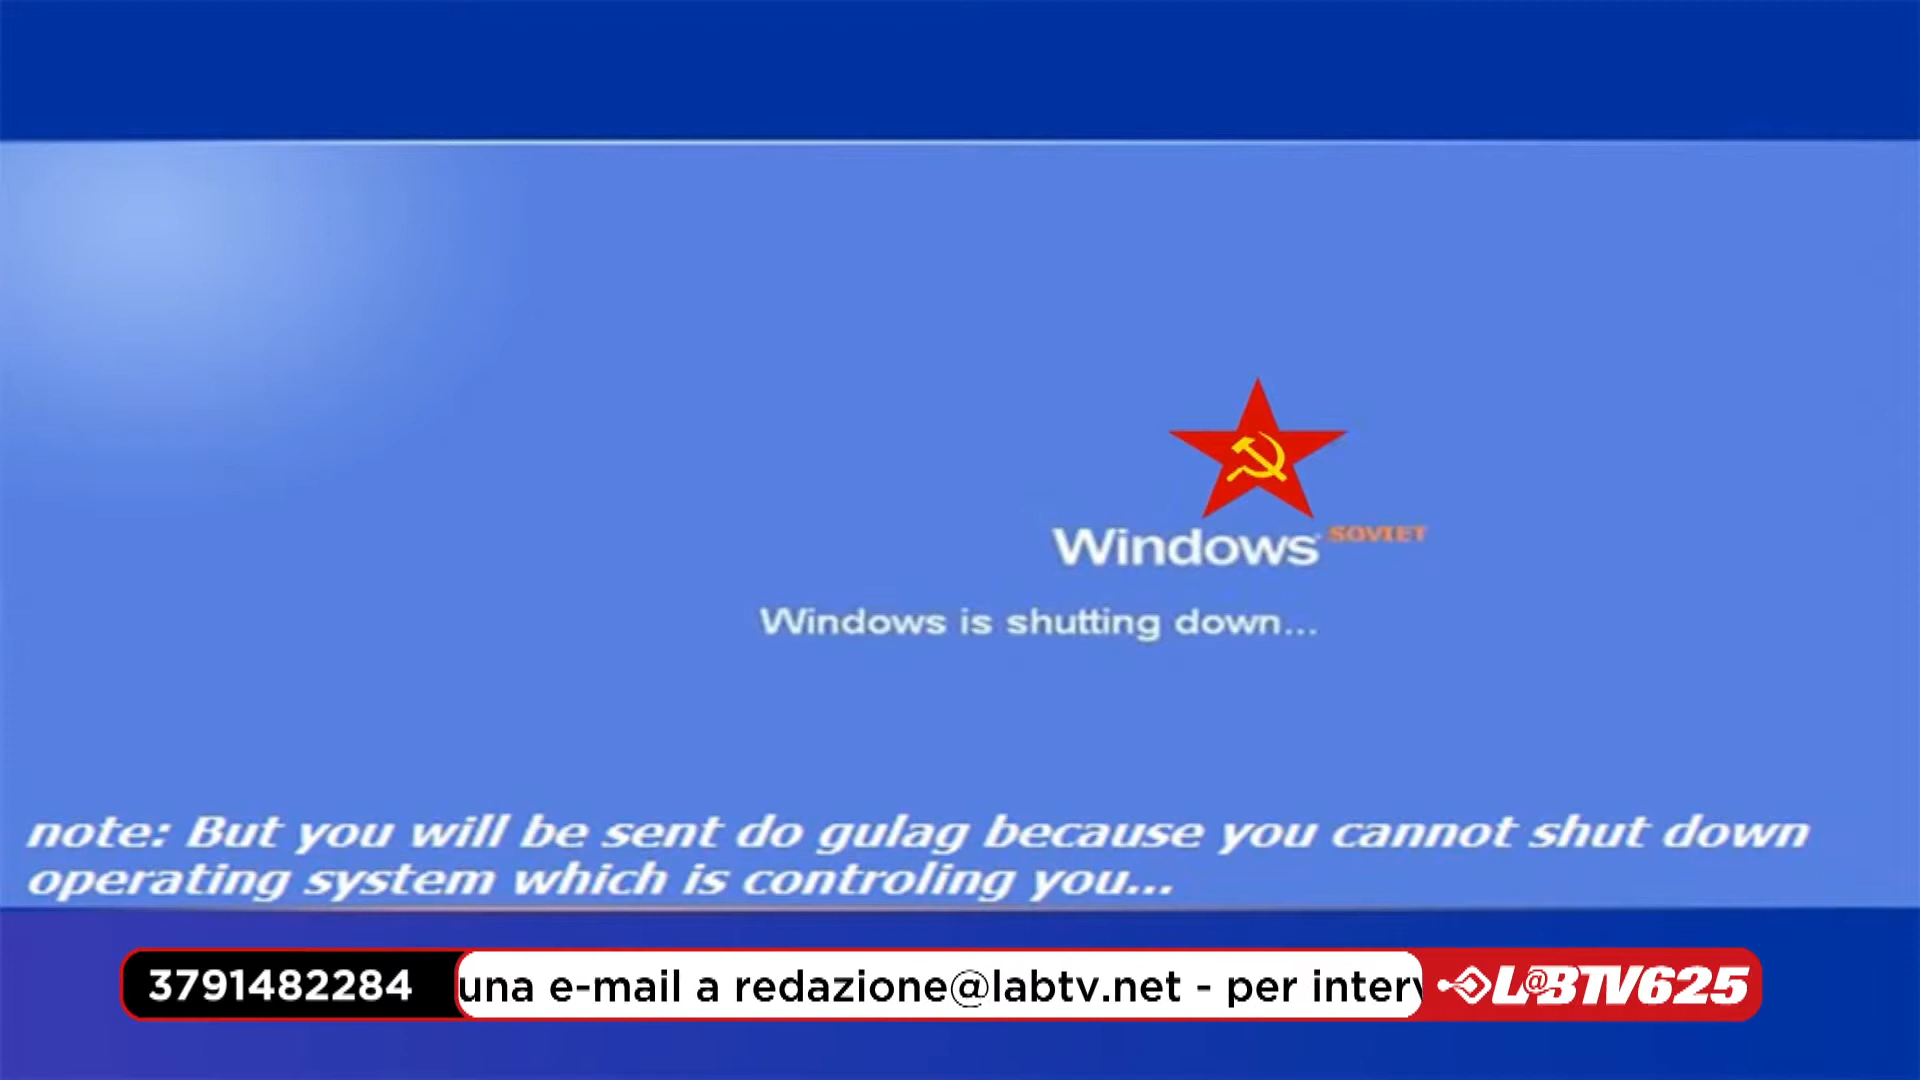 Windows SOVIET
Windows is shutting down...
note: But you will be sent do gulag because you cannot shut down
operating system which is controling you...
3791482284 una e-mail a redazione@labtv.net - per interv L@BTV625